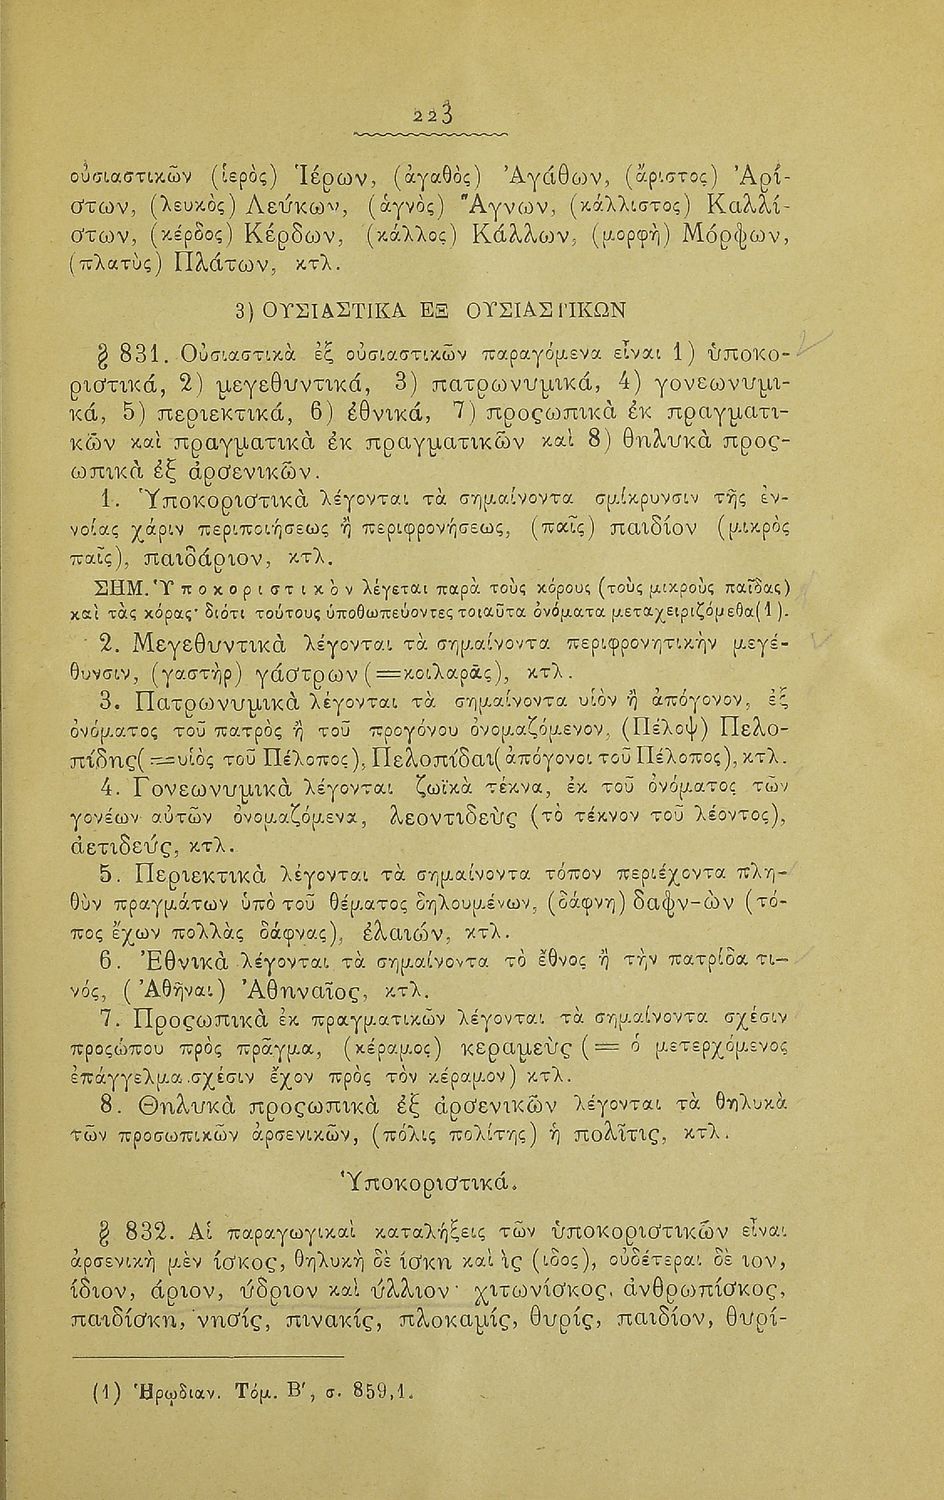 223
οὐσιαστικῶν (ἱερὸς) Ἱέρων, (ἀγαθὸς) Ἀγάθων, (ἄριστος) Ἀρί-
στων, (λευκὸς) Λεύκων, (ἁγνὸς) Ἅγνων, (κάλλιστος) Καλλί-
στων, (κέρδος) Κέρδων, (κάλλος) Κάλλων, (μορφὴ) Μόρφων,
(πλατὺς) Πλάτων, κτλ.
3) ΟΥΣΙΑΣΤΙΚΑ ΕΞ ΟΥΣΙΑΣΤΙΚΩΝ
§ 831. Οὐσιαστικὰ ἐξ οὐσιαστικῶν παραγόμενα εἶναι 1) ὑποκο-
ριστικά, 2) μεγεθυντικά, 3) πατρωνυμικά, 4) γονεωνυμι-
κά, 5) περιεκτικά, 6) ἐθνικά, 7) προςωπικὰ ἐκ πραγματι-
κῶν καὶ πραγματικὰ ἐκ πραγματικῶν καὶ 8) θηλυκὰ προς-
ωπικὰ ἐξ ἀρσενικῶν.
1. Ὑποκοριστικὰ λέγονται τὰ σημαίνοντα σμίκρυνσιν τῆς ἐν-
νοίας χάριν περιποιήσεως ἢ περιφρονήσεως, (παῖς) παιδίον (μικρὸς
παῖς), παιδάριον, κτλ.
ΣΗΜ. Ὑποκοριστικὸν λέγεται παρὰ τοὺς κόρους (τοὺς μικροὺς παῖδας)
καὶ τὰς κόρας· διότι τούτους ὑποθωπεύοντες τοιαῦτα ὀνόματα μεταχειριζόμεθα(1).
2. Μεγεθυντικὰ λέγονται τὰ σημαίνοντα περιφρονητικὴν μεγέ-
θυνσιν, (γαστὴρ) γάστρων (=κοιλαρᾶς), κτλ.
3. Πατρωνυμικὰ λέγονται τὰ σημαίνοντα υἱὸν ἢ ἀπόγονον, ἐξ
ὀνόματος τοῦ πατρὸς ἢ τοῦ προγόνου ὀνομαζόμενον, (Πέλοψ) Πελο-
πίδης(=υἱὸς τοῦ Πέλοπος), Πελοπίδαι(ἀπόγονοι τοῦ Πέλοπος), κτλ.
4. Γονεωνυμικὰ λέγονται ζωϊκὰ τέκνα, ἐκ τοῦ ὀνόματος τῶν
γονέων αὐτῶν ὀνομαζόμενα, λεοντιδεὺς (τὸ τέκνον τοῦ λέοντος),
ἀετιδεύς, κτλ.
5. Περιεκτικὰ λέγονται τὰ σημαίνοντα τόπον περιέχοντα πλη-
θὺν πραγμάτων ὑπὸ τοῦ θέματος δηλουμένων, (δάφνη) δαφν-ὼν (τό-
πος ἔχων πολλὰς δάφνας), ἐλαιών, κτλ.
6. Ἐθνικὰ λέγονται τὰ σημαίνοντα τὸ ἔθνος ἢ τὴν πατρίδα τι-
νός, (Ἀθῆναι) Ἀθηναῖος, κτλ.
7. Προςωπικὰ ἐκ πραγματικῶν λέγονται τὰ σημαίνοντα σχέσιν
προςώπου πρὸς πρᾶγμα, (κέραμος) κεραμεὺς (= ὁ μετερχόμενος
ἐπάγγελμα σχέσιν ἔχον πρὸς τὸν κέραμον) κτλ.
8. Θηλυκὰ προςωπικὰ ἐξ ἀρσενικῶν λέγονται τὰ θηλυκὰ
τῶν προσωπικῶν ἀρσενικῶν, (πόλις πολίτης) ἡ πολῖτις, κτλ.
Ὑποκοριστικά.
§ 832. Αἱ παραγωγικαὶ καταλήξεις τῶν ὑποκοριστικῶν εἶναι
ἀρσενικὴ μὲν ίσκος, θηλυκὴ δὲ ίσκη καὶ ὶς (ιδος), οὐδέτεραι δὲ ιον,
ίδιον, άριον, ύδριον καὶ ύλλιον· χιτωνίσκος, ἀνθρωπίσκος,
παιδίσκη, νησίς, πινακίς, πλοκαμίς, θυρίς, παιδίον, θυρί-
(1) Ἡρῳδιαν. Τόμ. Β', σ. 859,1.